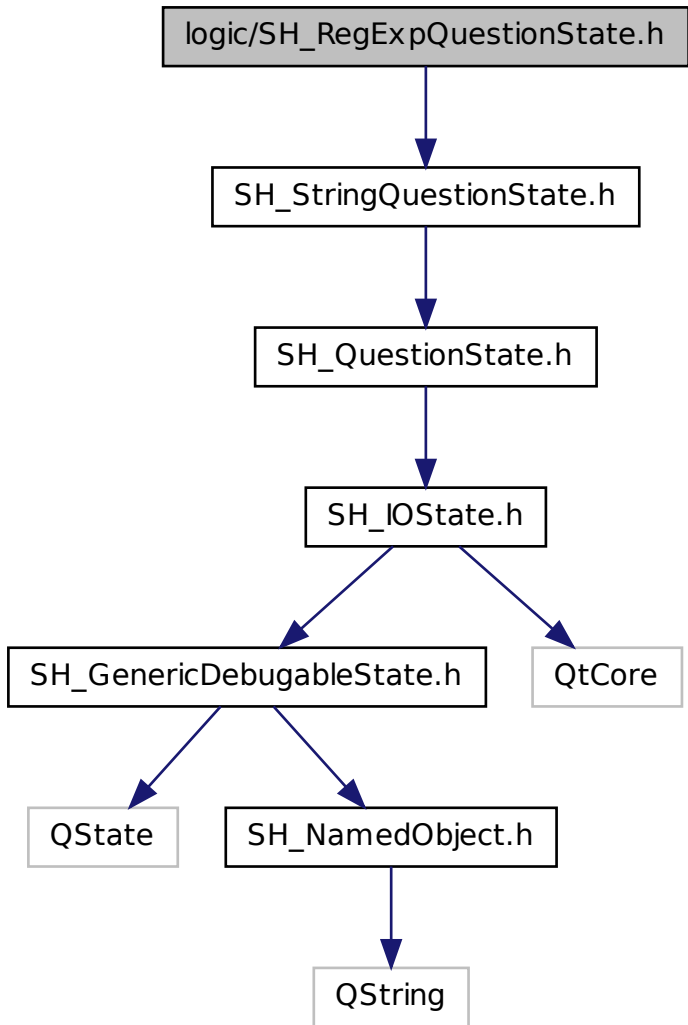 logic/SH_RegExpQuestionState.h
SH_StringQuestionState.h
SH_QuestionState.h
SH_IOState.h
SH_GenericDebugableState.h
QtCore
QState
SH_NamedObject.h
QString